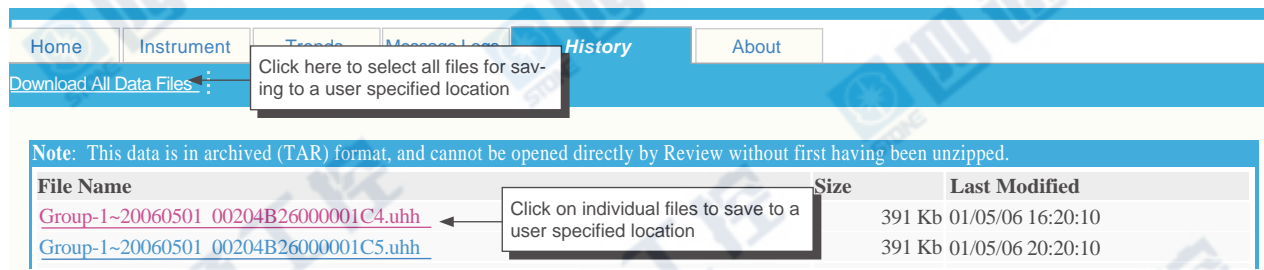 Home Instrument Trends Message Logs History About
Click here to select all files for sav-
ing to a user specified location
Download All Data Files
Note: This data is in archived (TAR) format, and cannot be opened directly by Review without first having been unzipped.
File Name Size Last Modified
Group-1~20060501_00204B26000001C4.uhh 391 Kb 01/05/06 16:20:10
Click on individual files to save to a
user specified location
Group-1~20060501_00204B26000001C5.uhh 391 Kb 01/05/06 20:20:10